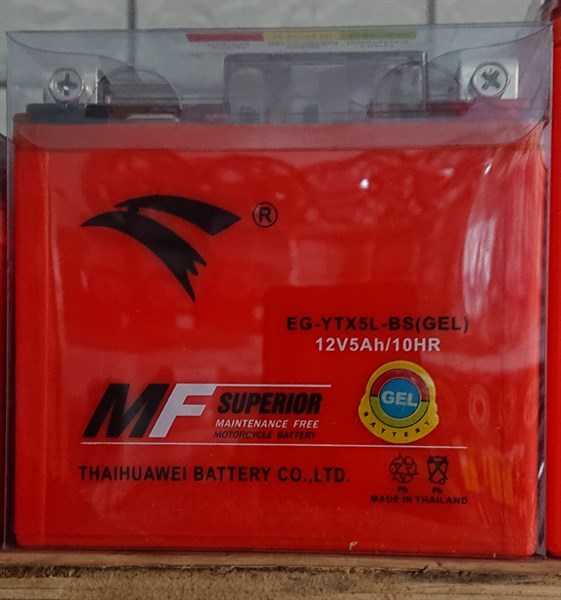 ®
EG-YTX5L-BS(GEL)
12V5Ah/10HR
MF SUPERIOR
MAINTENANCE FREE
MOTORCYCLE BATTERY
GEL
BATTERY
THAIHUAWEI BATTERY CO.,LTD.
Pb Pb
MADE IN THAILAND